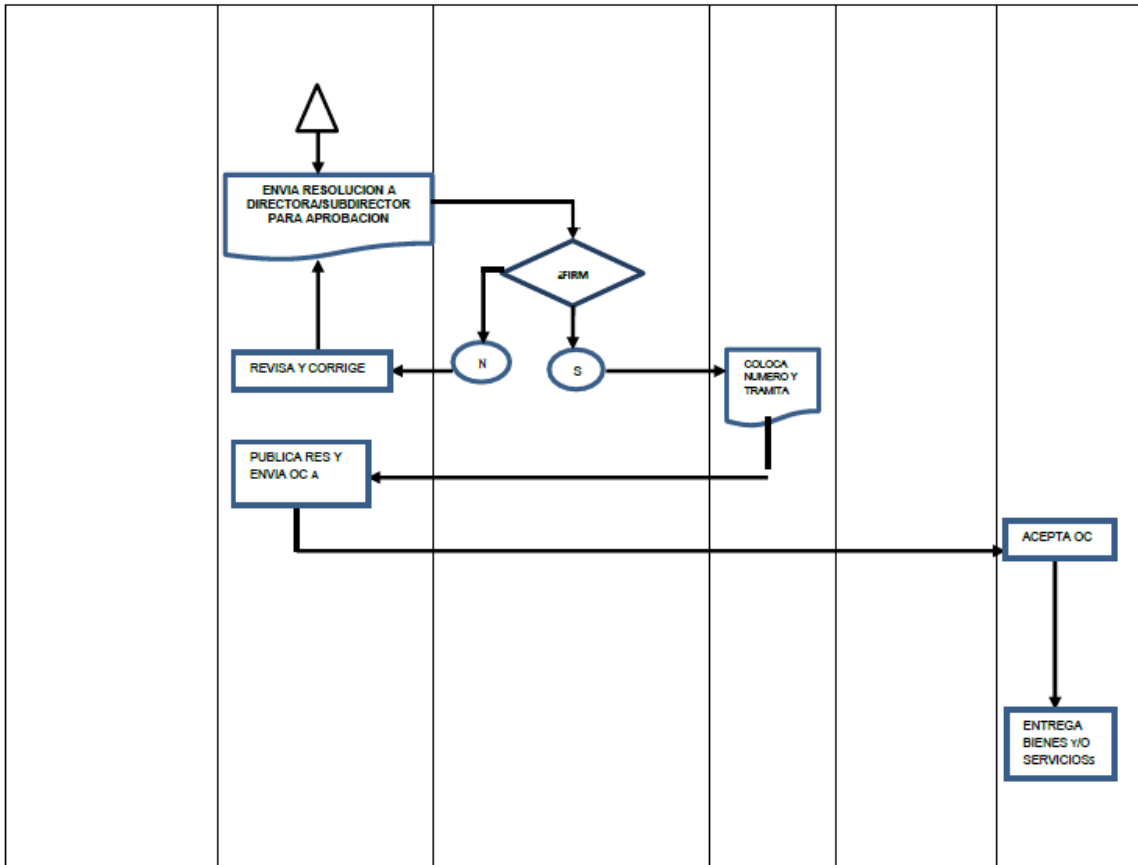 ENVIA RESOLUCION A
DIRECTORA/SUBDIRECTOR
PARA APROBACION
¿FIRM
N
S
REVISA Y CORRIGE
COLOCA
NUMERO Y
TRAMITA
PUBLICA RES Y
ENVIA OC A
ACEPTA OC
ENTREGA
BIENES Y/O
SERVICIOSs